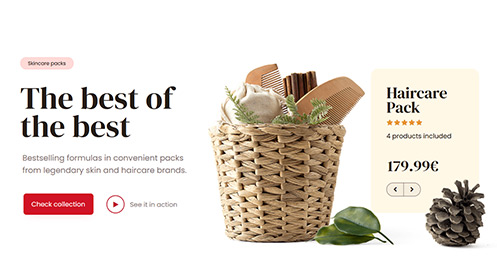 Skincare packs
The best of
the best
Bestselling formulas in convenient packs
from legendary skin and haircare brands.
Check collection
See it in action
Haircare
Pack
4 products included
179.99€